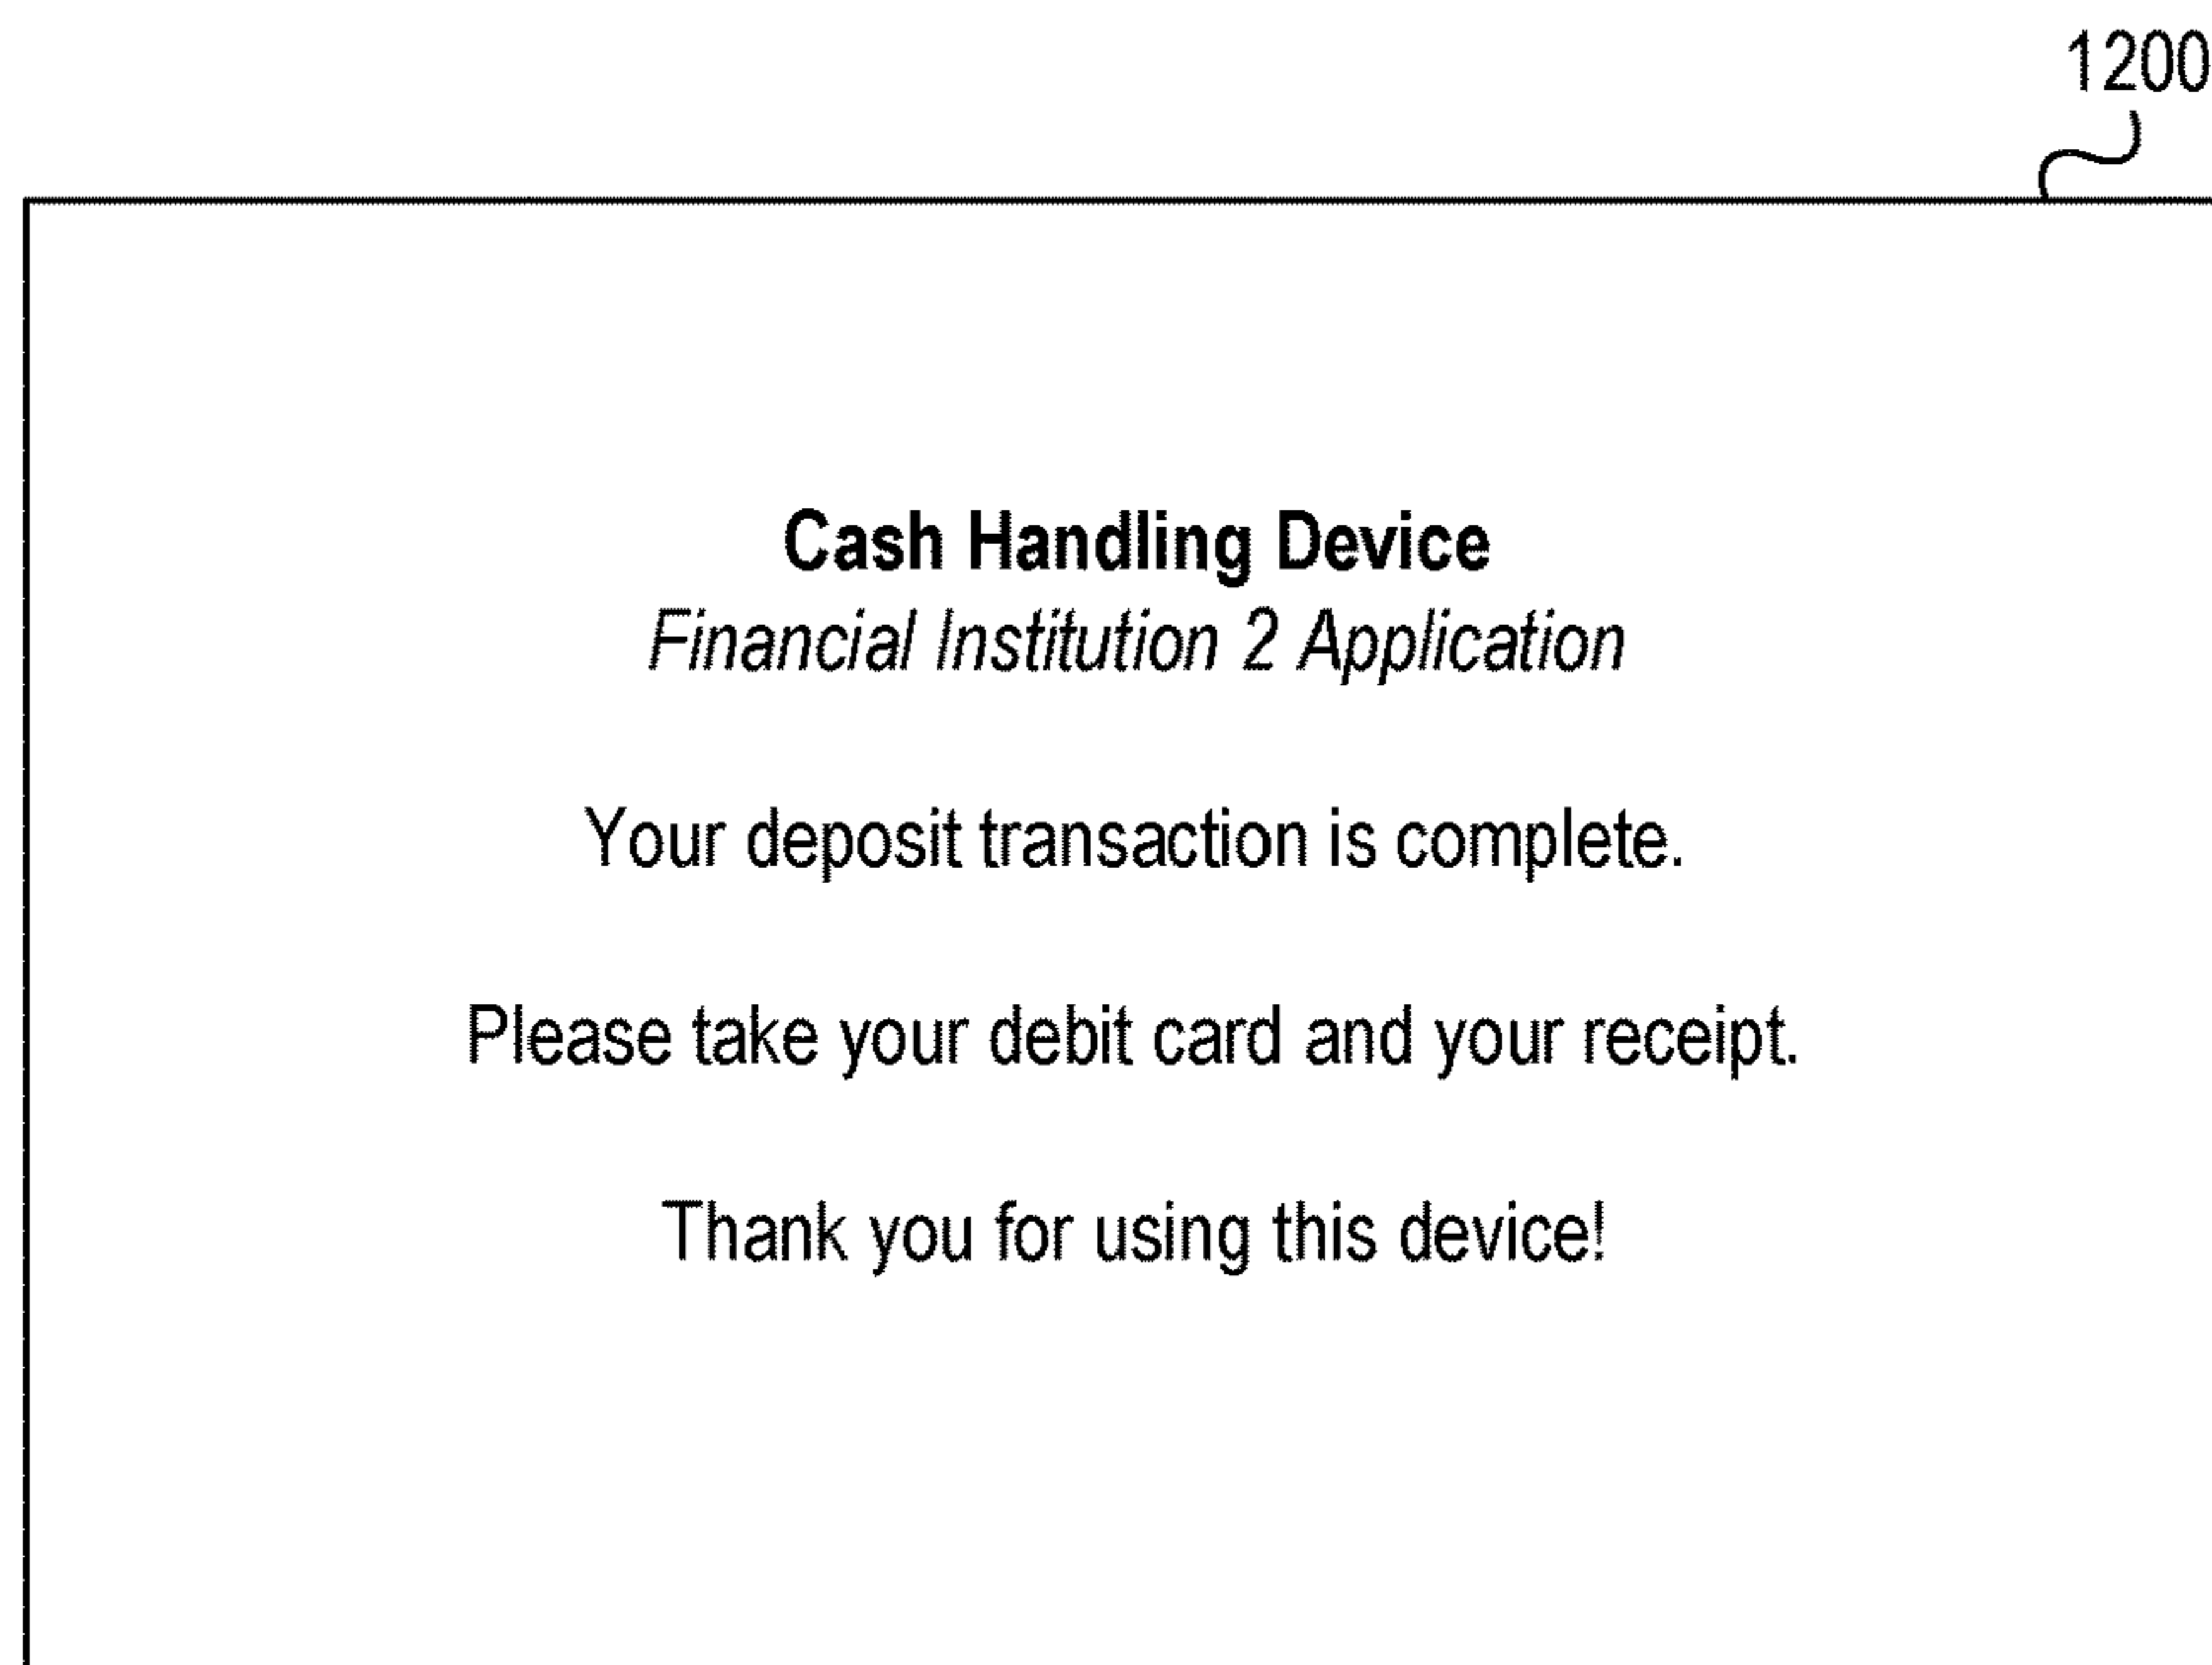 1200
Cash Handling Device
Financial Institution 2 Application
Your deposit transaction is complete.
Please take your debit card and your receipt.
Thank you for using this device!